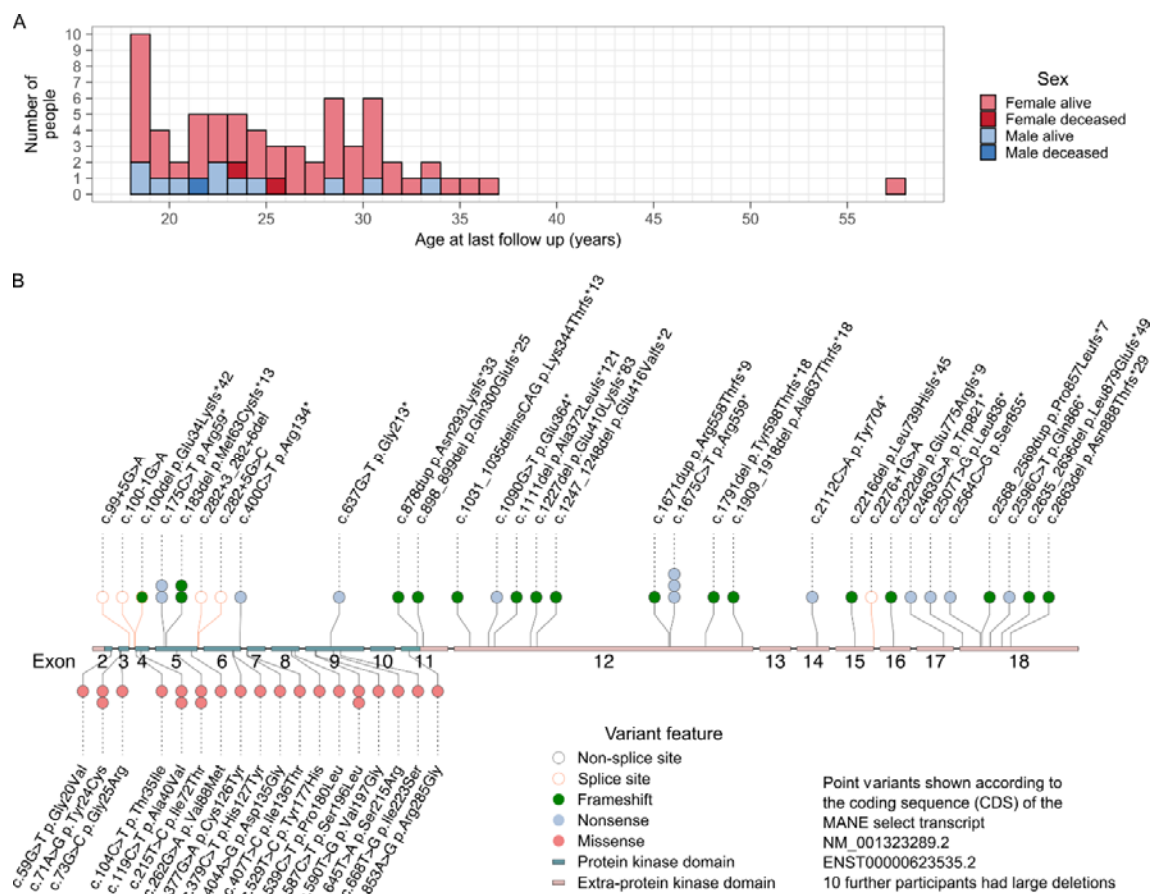 A
Number of
people
10
9
8
7
6
5
4
3
2
1
0
20
25
30
35
40
45
50
55
Age at last follow up (years)
Sex
Female alive
Female deceased
Male alive
Male deceased
B
c.99+5G>A
c.100-1G>A
c.100del p.Glu34Lysfs*42
c.175C>T p.Arg59*
c.183del p.Met63Cysfs*13
c.282+3_292+6del
c.282+5G>C
c.400C>T p.Arg134*
c.637G>T p.Gly213*
c.878dup p.Asn293Lysfs*33
c.898_899del p.Gln300Glufs*25
c.1031_1035delinsCAG p.Lys344Thrfs*13
c.1090G>T p.Glu364*
c.1111del p.Ala372Leufs*121
c.1227del p.Glu410Lysfs*83
c.1247_1248del p.Glu416Valfs*2
c.1671dup p.Arg558Thrfs*9
c.1675C>T p.Arg559*
c.1791del p.Tyr598Thrfs*18
c.1909_1918del p.Ala637Thrfs*18
c.2112C>A p.Tyr704*
c.2216del p.Leu739Hisfs*45
c.2276+1G>A
c.2322del p.Glu775Argfs*9
c.2463G>A p.Trp821*
c.2507T>G p.Leu836*
c.2564C>G p.Ser855*
c.2568_2569dup p.Pro857Leufs*7
c.2596C>T p.Gln866*
c.2635_2636del p.Leu879Glufs*49
c.2663del p.Asn888Thrfs*29
Exon
2
3
4
5
6
7
8
9
10
11
12
13
14
15
16
17
18
c.59G>T p.Gly20Val
c.71A>G p.Tyr24Cys
c.73G>C p.Gly25Arg
c.104C>T p.Thr35Ile
c.119C>T p.Ala40Val
c.215T>C p.Ile72Thr
c.262G>A p.Val88Met
c.377G>A p.Cys126Tyr
c.379C>T p.His127Tyr
c.404A>G p.Asp135Gly
c.407T>C p.Ile136Thr
c.529T>C p.Tyr177His
c.539C>T p.Pro180Leu
c.587C>T p.Ser196Leu
c.590T>G p.Val197Gly
c.645T>A p.Ser215Arg
c.668T>G p.Ile223Ser
c.853A>G p.Arg285Gly
Variant feature
Non-splice site
Splice site
Frameshift
Nonsense
Missense
Protein kinase domain
Extra-protein kinase domain
Point variants shown according
to the coding sequence (CDS) of the
MANE select transcript
NM_001323289.2
ENST00000623535.2
10 further participants had large deletions